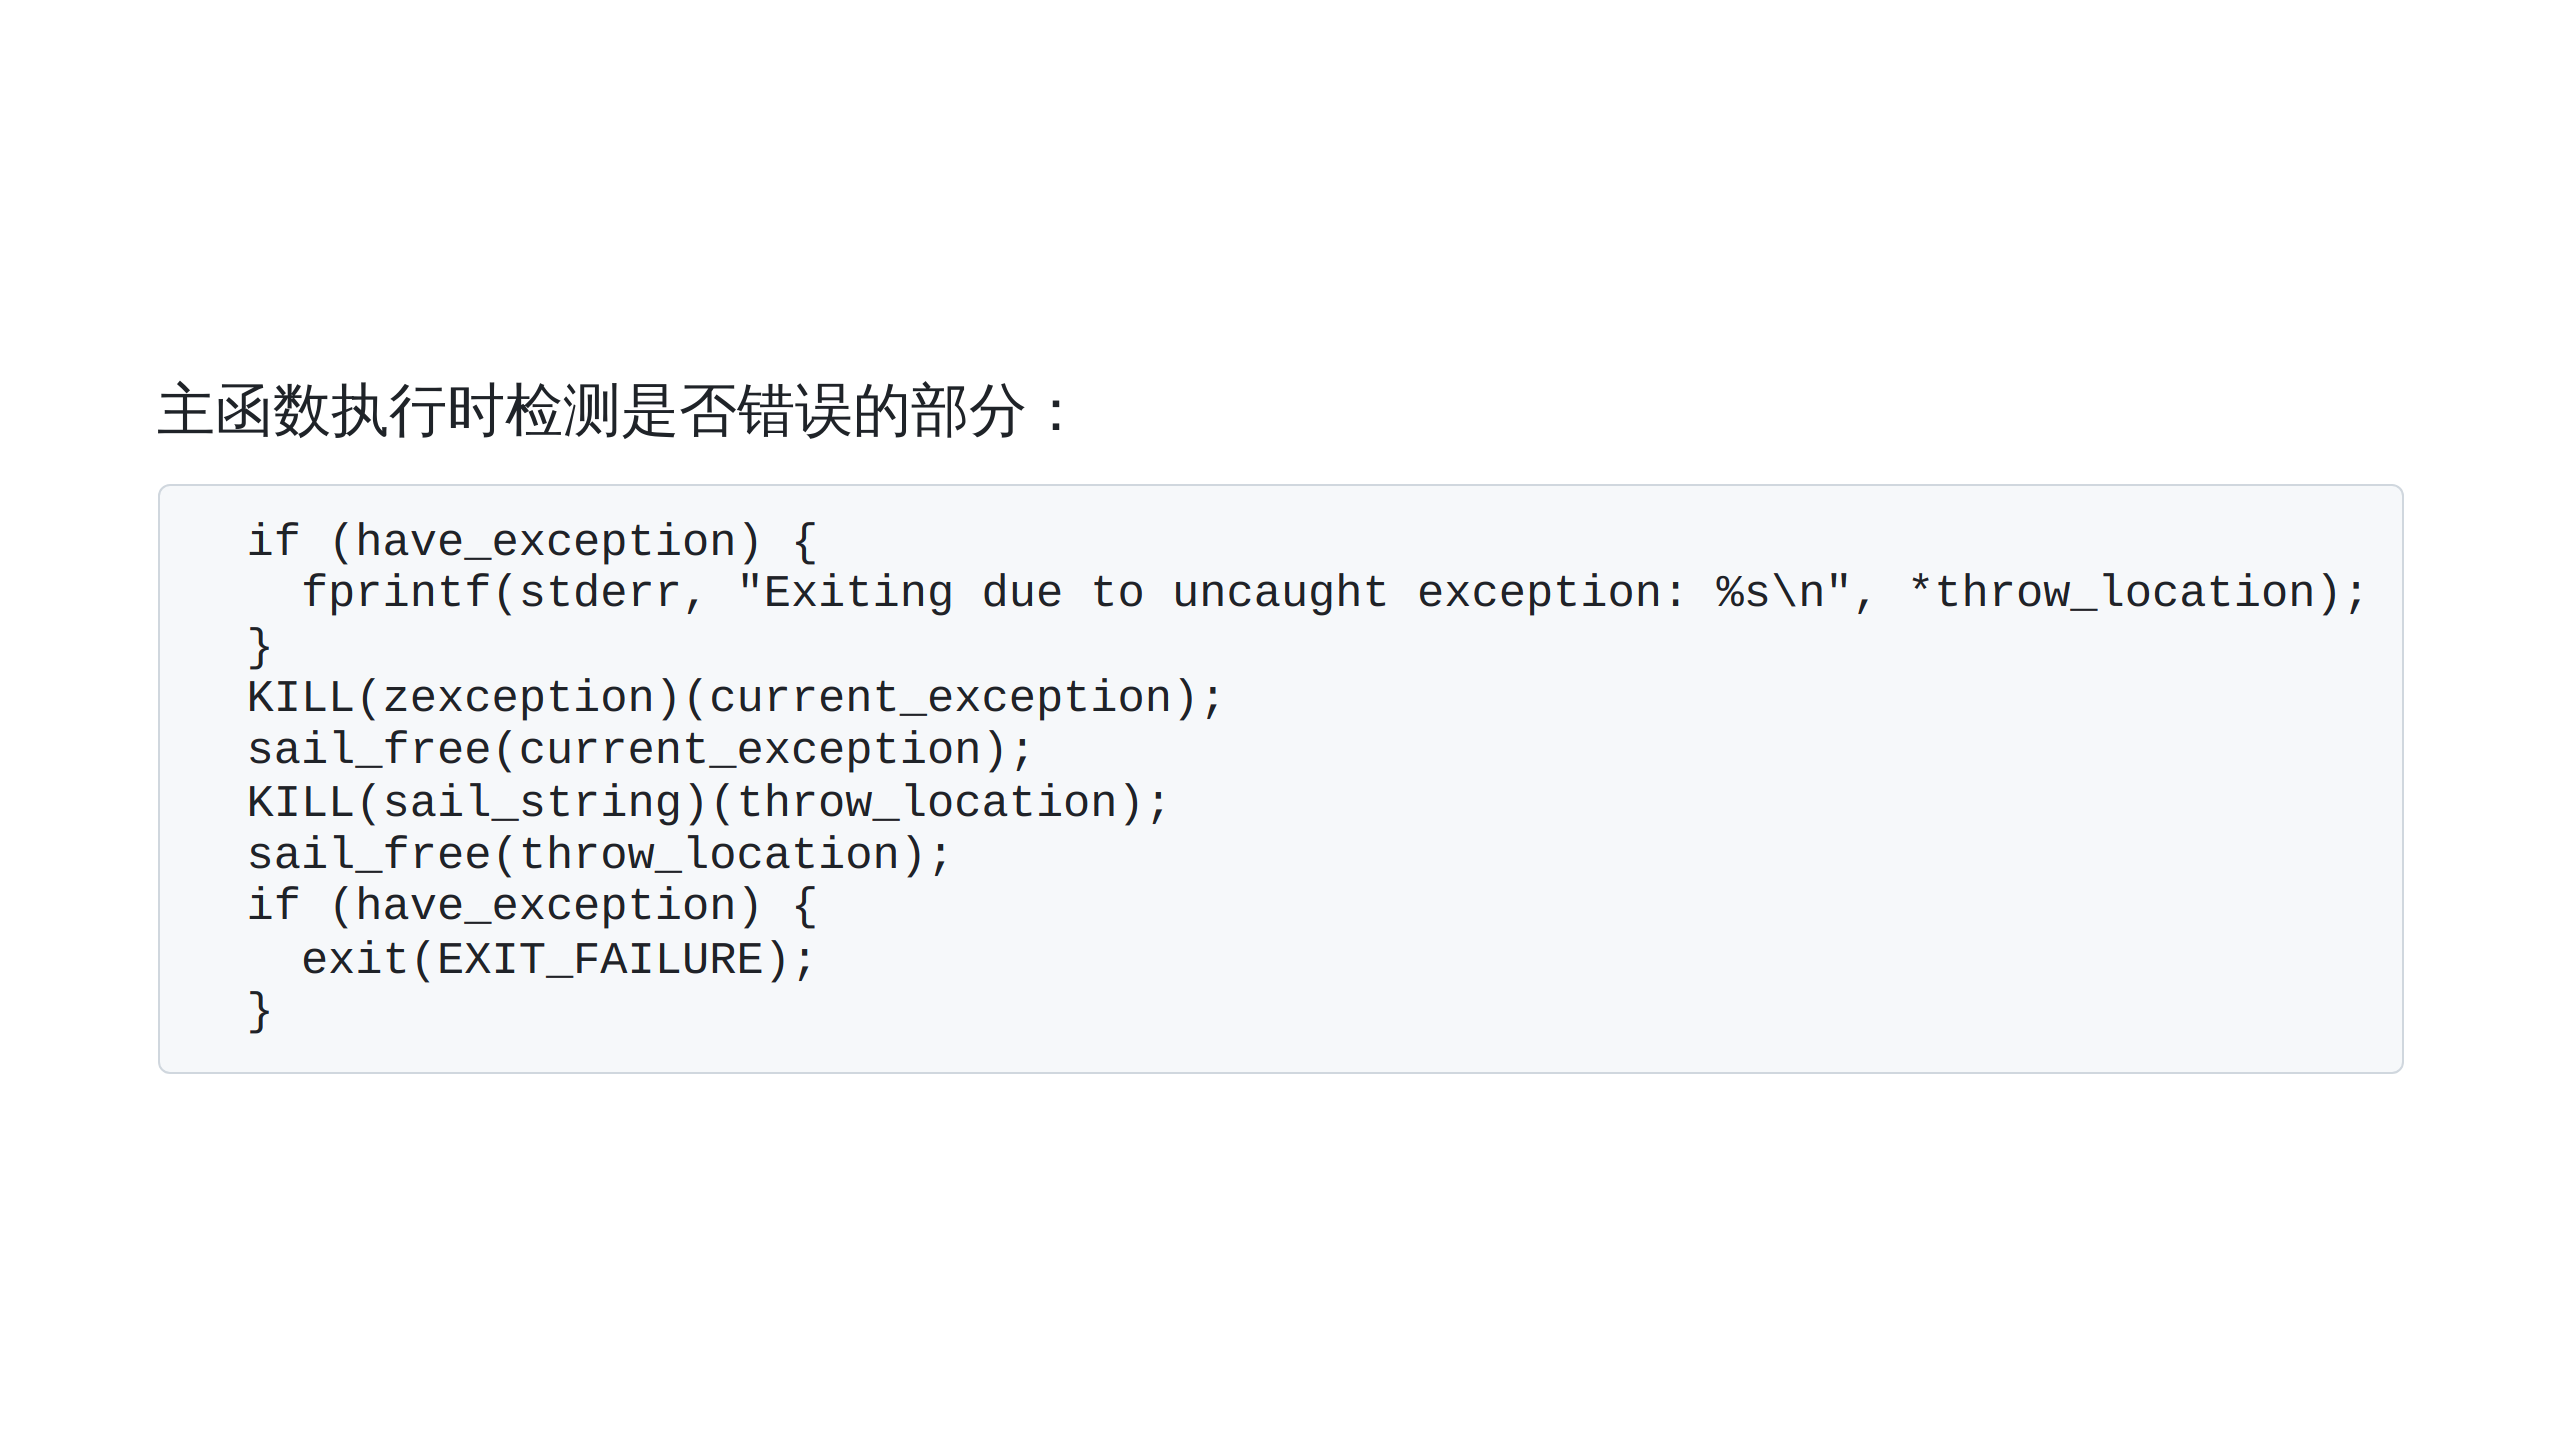 主函数执行时检测是否错误的部分：
if (have_exception) {
  fprintf(stderr, "Exiting due to uncaught exception: %s\n", *throw_location);
}
KILL(zexception)(current_exception);
sail_free(current_exception);
KILL(sail_string)(throw_location);
sail_free(throw_location);
if (have_exception) {
  exit(EXIT_FAILURE);
}